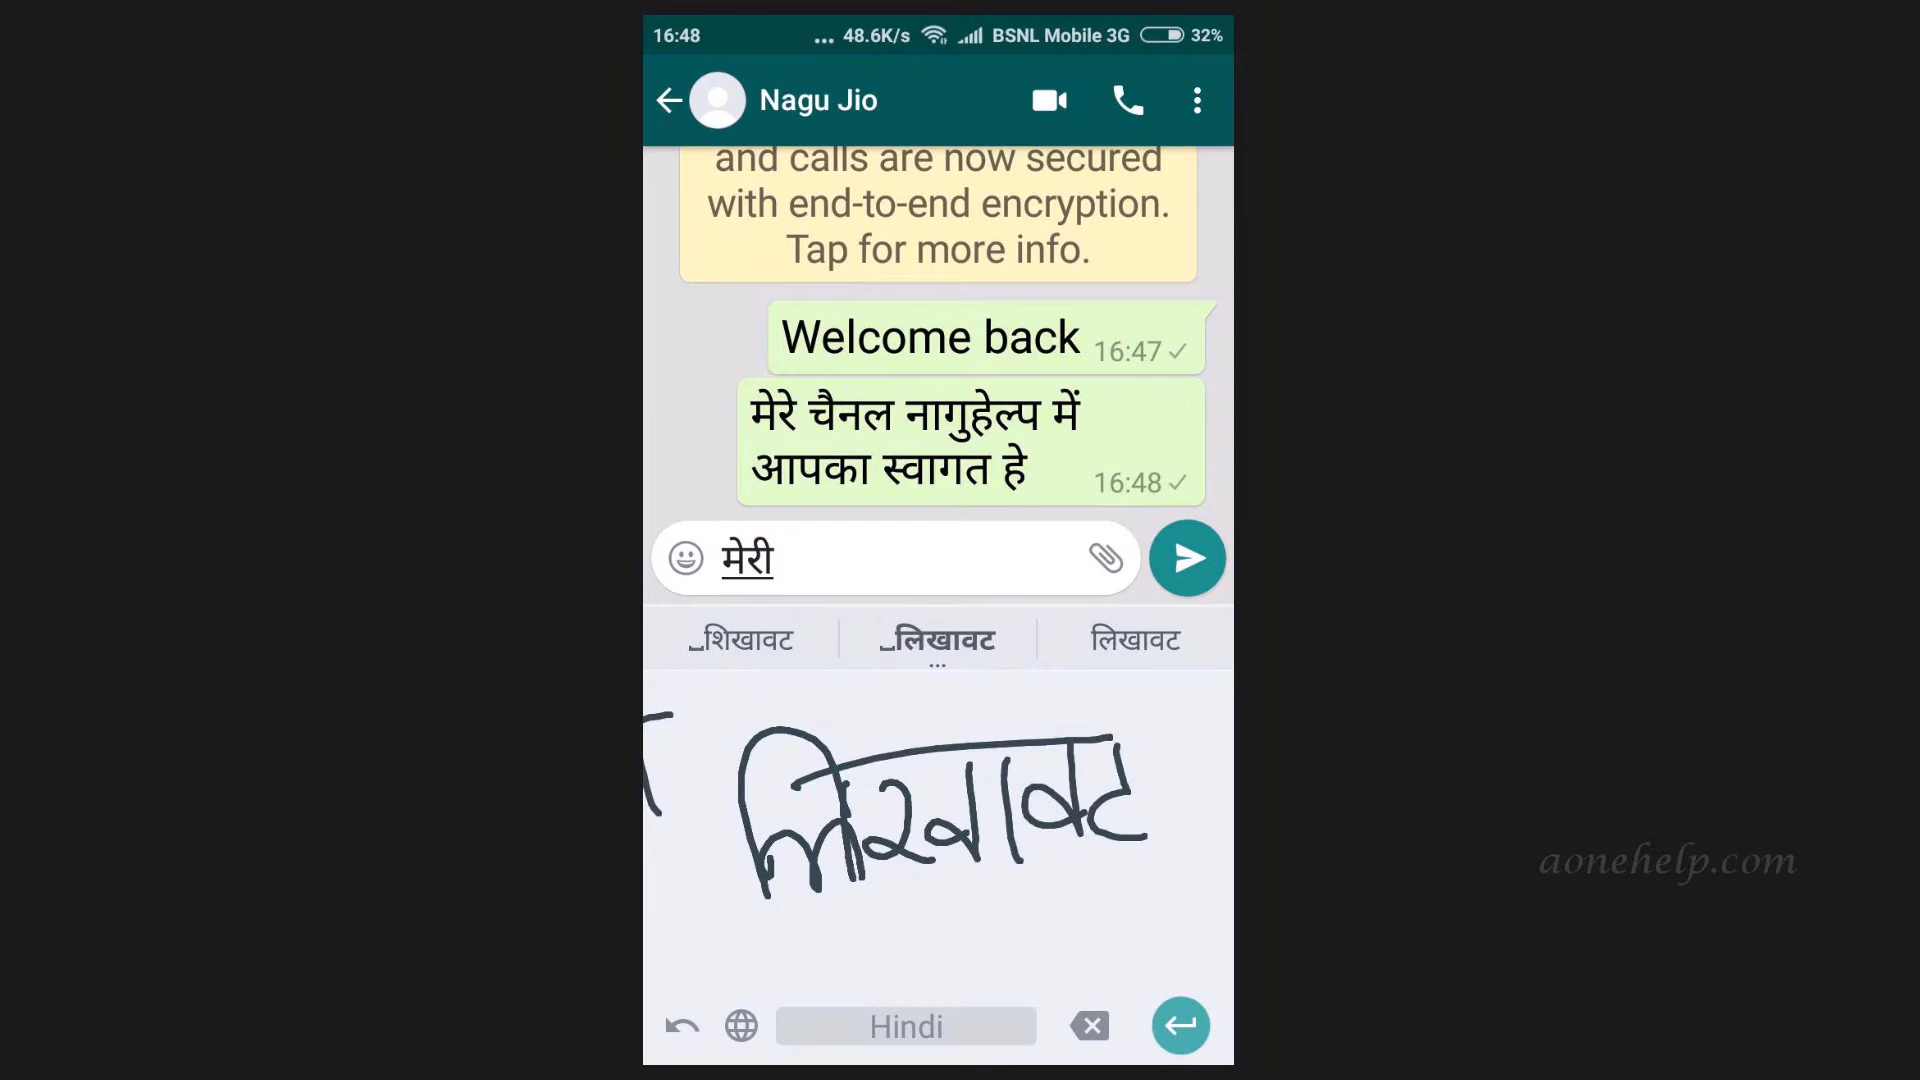 16:48 ... 48.6K/s BSNL Mobile 3G 32%
Nagu Jio
and calls are now secured
with end-to-end encryption.
Tap for more info.
Welcome back 16:47
मेरे चैनल नागुहेल्प में
आपका स्वागत हे 16:48
मेरी
शिखावट लिखावट लिखावट
...
लिखावट
aonehelp.com
Hindi